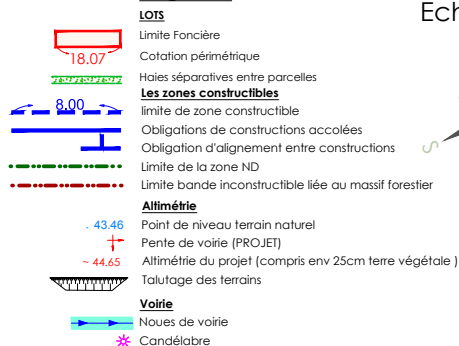 Ech
LOTS
Limite Foncière
18.07
Cotation périmétrique
Haies séparatives entre parcelles
Les zones constructibles
8.00
limite de zone constructible
Obligations de constructions accolées
Obligation d'alignement entre constructions
S
Limite de la zone ND
Limite bande inconstructible liée au massif forestier
Altimétrie
. 43.46
Point de niveau terrain naturel
Pente de voirie (PROJET)
~ 44.65
Altimétrie du projet (compris env 25cm terre végétale )
Talutage des terrains
Voirie
Noues de voirie
Candélabre